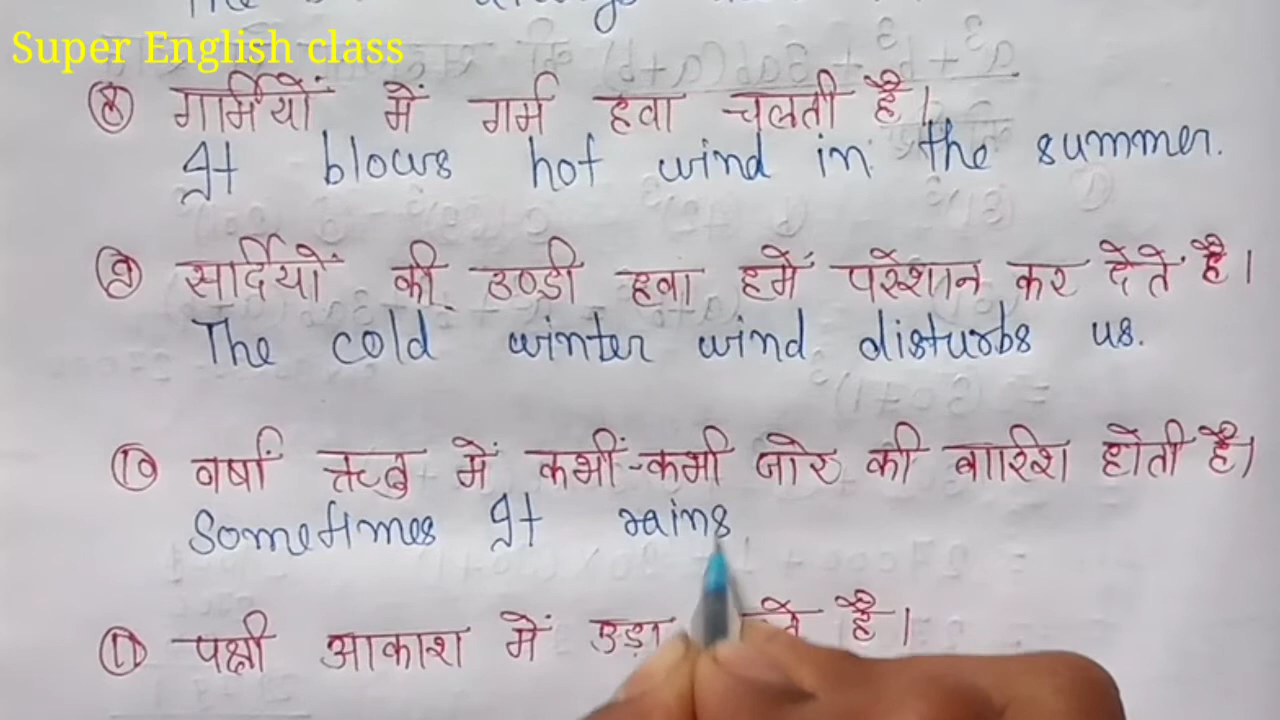 Super English class
8 गर्मियों में गर्म हवा चलती है।
It blows hot wind in the summer.
9 सर्दियों की ठण्डी हवा हमें परेशान कर देते है।
The cold winter wind disturbs us.
10 वर्षा ऋतु में कभी-कभी जोर की बारिश होती है।
Sometimes It rains
11 पक्षी आकाश में है।